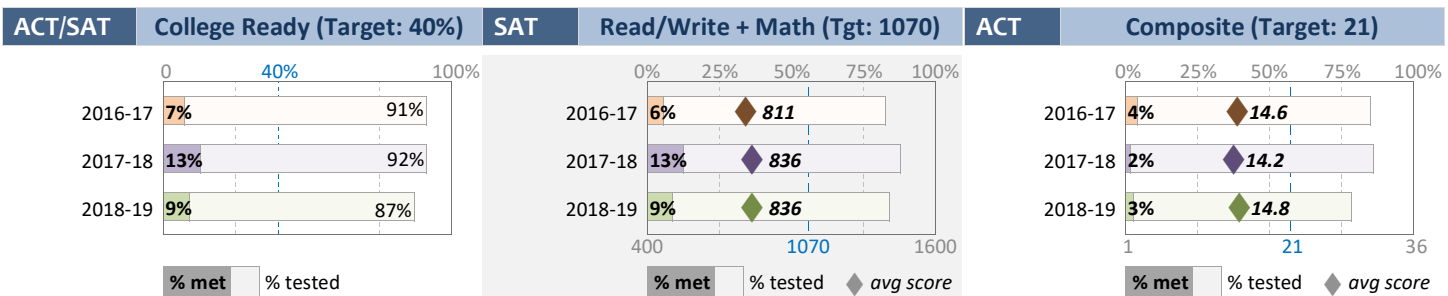 ACT/SAT College Ready (Target: 40%)
0 40% 100%
2016-17 7% 91%
2017-18 13% 92%
2018-19 9% 87%
% met % tested
SAT Read/Write + Math (Tgt: 1070)
0% 25% 50% 75% 100%
2016-17 6% 811
2017-18 13% 836
2018-19 9% 836
400 1070 1600
% met % tested avg score
ACT Composite (Target: 21)
0% 25% 50% 75% 100%
2016-17 4% 14.6
2017-18 2% 14.2
2018-19 3% 14.8
1 21 36
% met % tested avg score